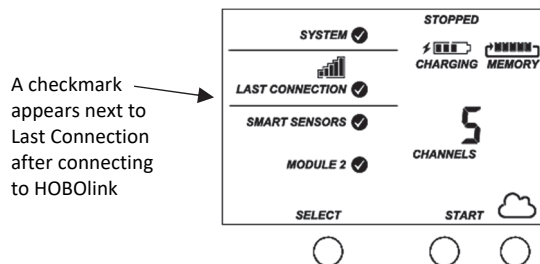 STOPPED
SYSTEM
CHARGING MEMORY
A checkmark
appears next to
Last Connection
after connecting
to HOBOlink
LAST CONNECTION
SMART SENSORS
5
CHANNELS
MODULE 2
SELECT START